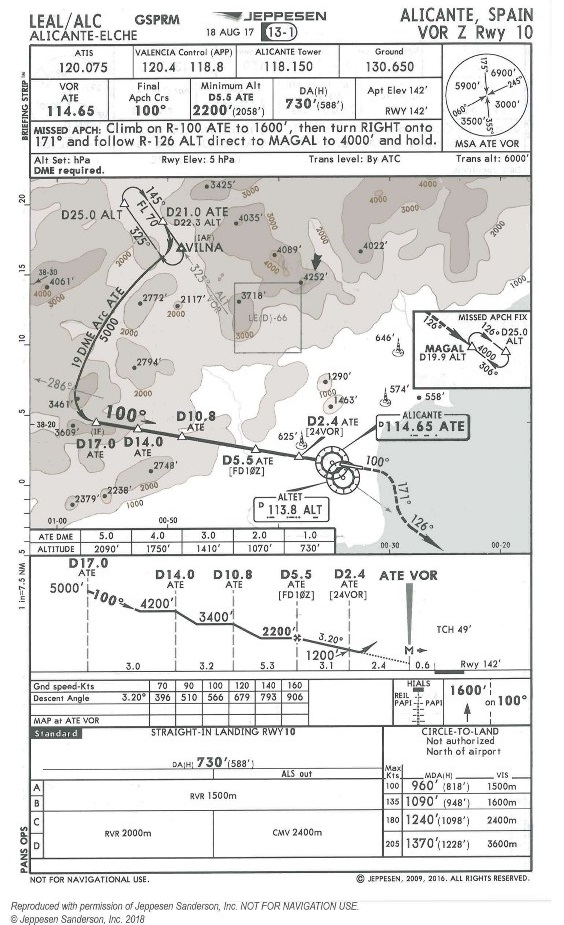 LEAL/ALC GSPRM JEPPESEN ALICANTE, SPAIN
ALICANTE-ELCHE 18 AUG 17 13-1 VOR Z Rwy 10
BRIEFING STRIP™
ATIS VALENCIA Control (APP) ALICANTE Tower Ground
120.075 120.4 118.8 118.150 130.650
VOR ATE 114.65
Final Apch Crs 100°
Minimum Alt D5.5 ATE 2200'(2058')
DA(H) 730'(588')
Apt Elev 142'
RWY 142'
MISSED APCH: Climb on R-100 ATE to 1600', then turn RIGHT onto
171° and follow R-126 ALT direct to MAGAL to 4000' and hold.
Alt Set: hPa Rwy Elev: 5 hPa Trans level: By ATC Trans alt: 6000'
DME required.
175°
6900'
5900'
245°
060°
3000'
3500'
355°
MSA ATE VOR
20
15
10
5
0
5
1 in=7.5 NM
3425'
3000
145°
FL 70
325°
D25.0 ALT
D21.0 ATE
D22.3 ALT
(IAF)
AVILNA
4035'
4000
3000
2000
4089'
4022'
4252'
2000
325°
ALT
1000
38-30
4061'
4000
3000
2772'
2117'
2000
3718'
3000
LE(D)-66
19 DME Arc ATE
5000
2794'
2000
1000
646'
MISSED APCH FIX
126°
126° D25.0
ALT
MAGAL 4000
D19.9 ALT
306°
1290'
1463'
574'
558'
286°
3461'
100°
38-20
3609'
(IF)
D17.0
ATE
D14.0
ATE
D10.8
ATE
D5.5 ATE
[FD10Z]
625'
D2.4 ATE
[24VOR]
ALICANTE
D 114.65 ATE
100°
171°
126°
ALTET
D 113.8 ALT
2748'
2238'
2379'
1000
01-00
00-50
00-30
00-20
ATE DME 5.0 4.0 3.0 2.0 1.0
ALTITUDE 2090' 1750' 1410' 1070' 730'
D17.0 ATE
D14.0 ATE
D10.8 ATE
D5.5 ATE [FD10Z]
D2.4 ATE [24VOR]
ATE VOR
5000' 100° 4200'
3400'
2200'
3.20°
1200'
M
TCH 49'
3.0 3.2 5.3 3.1 2.4 0.6 Rwy 142'
Gnd speed-Kts 70 90 100 120 140 160
Descent Angle 3.20° 396 510 566 679 793 906
MAP at ATE VOR
HIALS
REIL
PAPI PAPI
1600' on 100°
Standard STRAIGHT-IN LANDING RWY10
DA(H) 730'(588')
ALS out
A
B
RVR 1500m
C
D
RVR 2000m CMV 2400m
CIRCLE-TO-LAND
Not authorized
North of airport
Max Kts MDA(H) VIS
100 960' (818') 1500m
135 1090' (948') 1600m
180 1240'(1098') 2400m
205 1370'(1228') 3600m
PANS OPS
NOT FOR NAVIGATIONAL USE. © JEPPESEN, 2009, 2016. ALL RIGHTS RESERVED.
Reproduced with permission of Jeppesen Sanderson, Inc. NOT FOR NAVIGATION USE.
© Jeppesen Sanderson, Inc. 2018